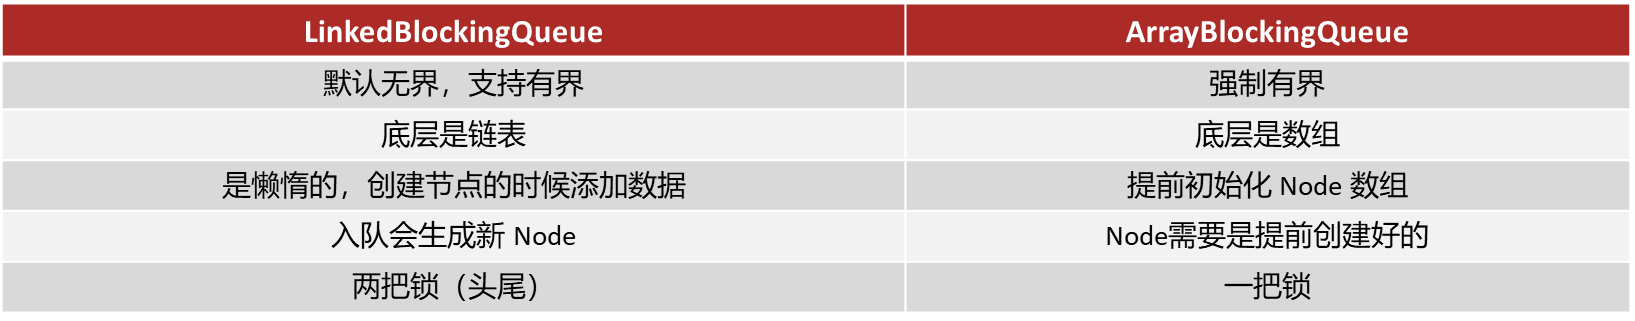 LinkedBlockingQueue ArrayBlockingQueue
默认无界，支持有界 强制有界
底层是链表 底层是数组
是懒惰的，创建节点的时候添加数据 提前初始化 Node 数组
入队会生成新 Node Node需要是提前创建好的
两把锁（头尾） 一把锁